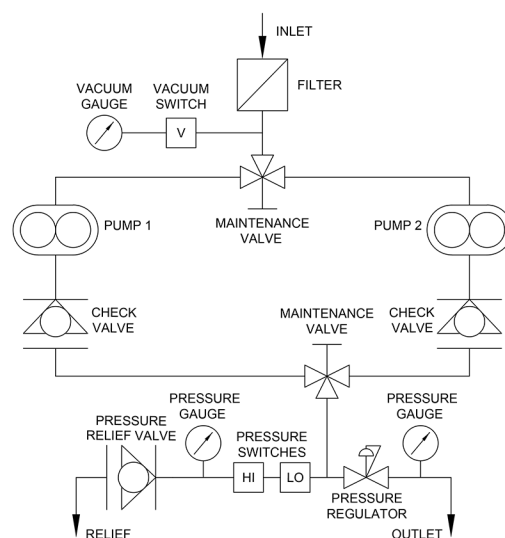 INLET
FILTER
VACUUM
GAUGE
VACUUM
SWITCH
V
MAINTENANCE
VALVE
PUMP 1
PUMP 2
CHECK
VALVE
MAINTENANCE
VALVE
CHECK
VALVE
PRESSURE
GAUGE
PRESSURE
GAUGE
PRESSURE
RELIEF VALVE
PRESSURE
SWITCHES
HI
LO
PRESSURE
REGULATOR
RELIEF
OUTLET